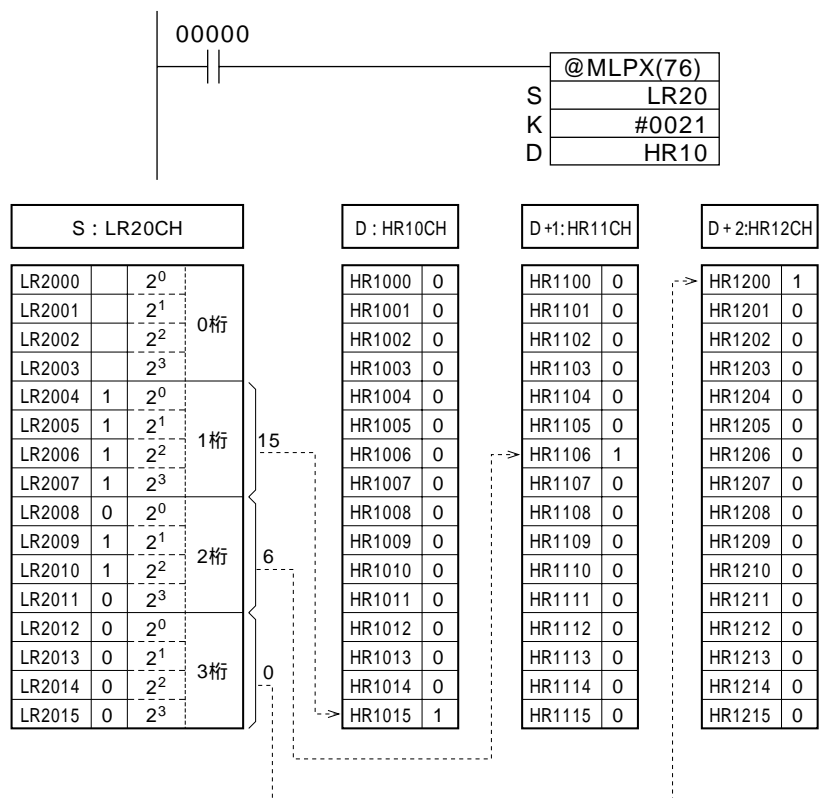 00000
@MLPX(76)
S LR20
K #0021
D HR10
S : LR20CH
D : HR10CH
D+1:HR11CH
D+2:HR12CH
LR2000 2⁰ HR1000 0 HR1100 0 HR1200 1
LR2001 2¹ 0桁 HR1001 0 HR1101 0 HR1201 0
LR2002 2² HR1002 0 HR1102 0 HR1202 0
LR2003 2³ HR1003 0 HR1103 0 HR1203 0
LR2004 1 2⁰ HR1004 0 HR1104 0 HR1204 0
LR2005 1 2¹ 1桁 15 HR1005 0 HR1105 0 HR1205 0
LR2006 1 2² HR1006 0 HR1106 1 HR1206 0
LR2007 1 2³ HR1007 0 HR1107 0 HR1207 0
LR2008 0 2⁰ HR1008 0 HR1108 0 HR1208 0
LR2009 1 2¹ 2桁 6 HR1009 0 HR1109 0 HR1209 0
LR2010 1 2² HR1010 0 HR1110 0 HR1210 0
LR2011 0 2³ HR1011 0 HR1111 0 HR1211 0
LR2012 0 2⁰ HR1012 0 HR1112 0 HR1212 0
LR2013 0 2¹ 3桁 0 HR1013 0 HR1113 0 HR1213 0
LR2014 0 2² HR1014 0 HR1114 0 HR1214 0
LR2015 0 2³ HR1015 1 HR1115 0 HR1215 0